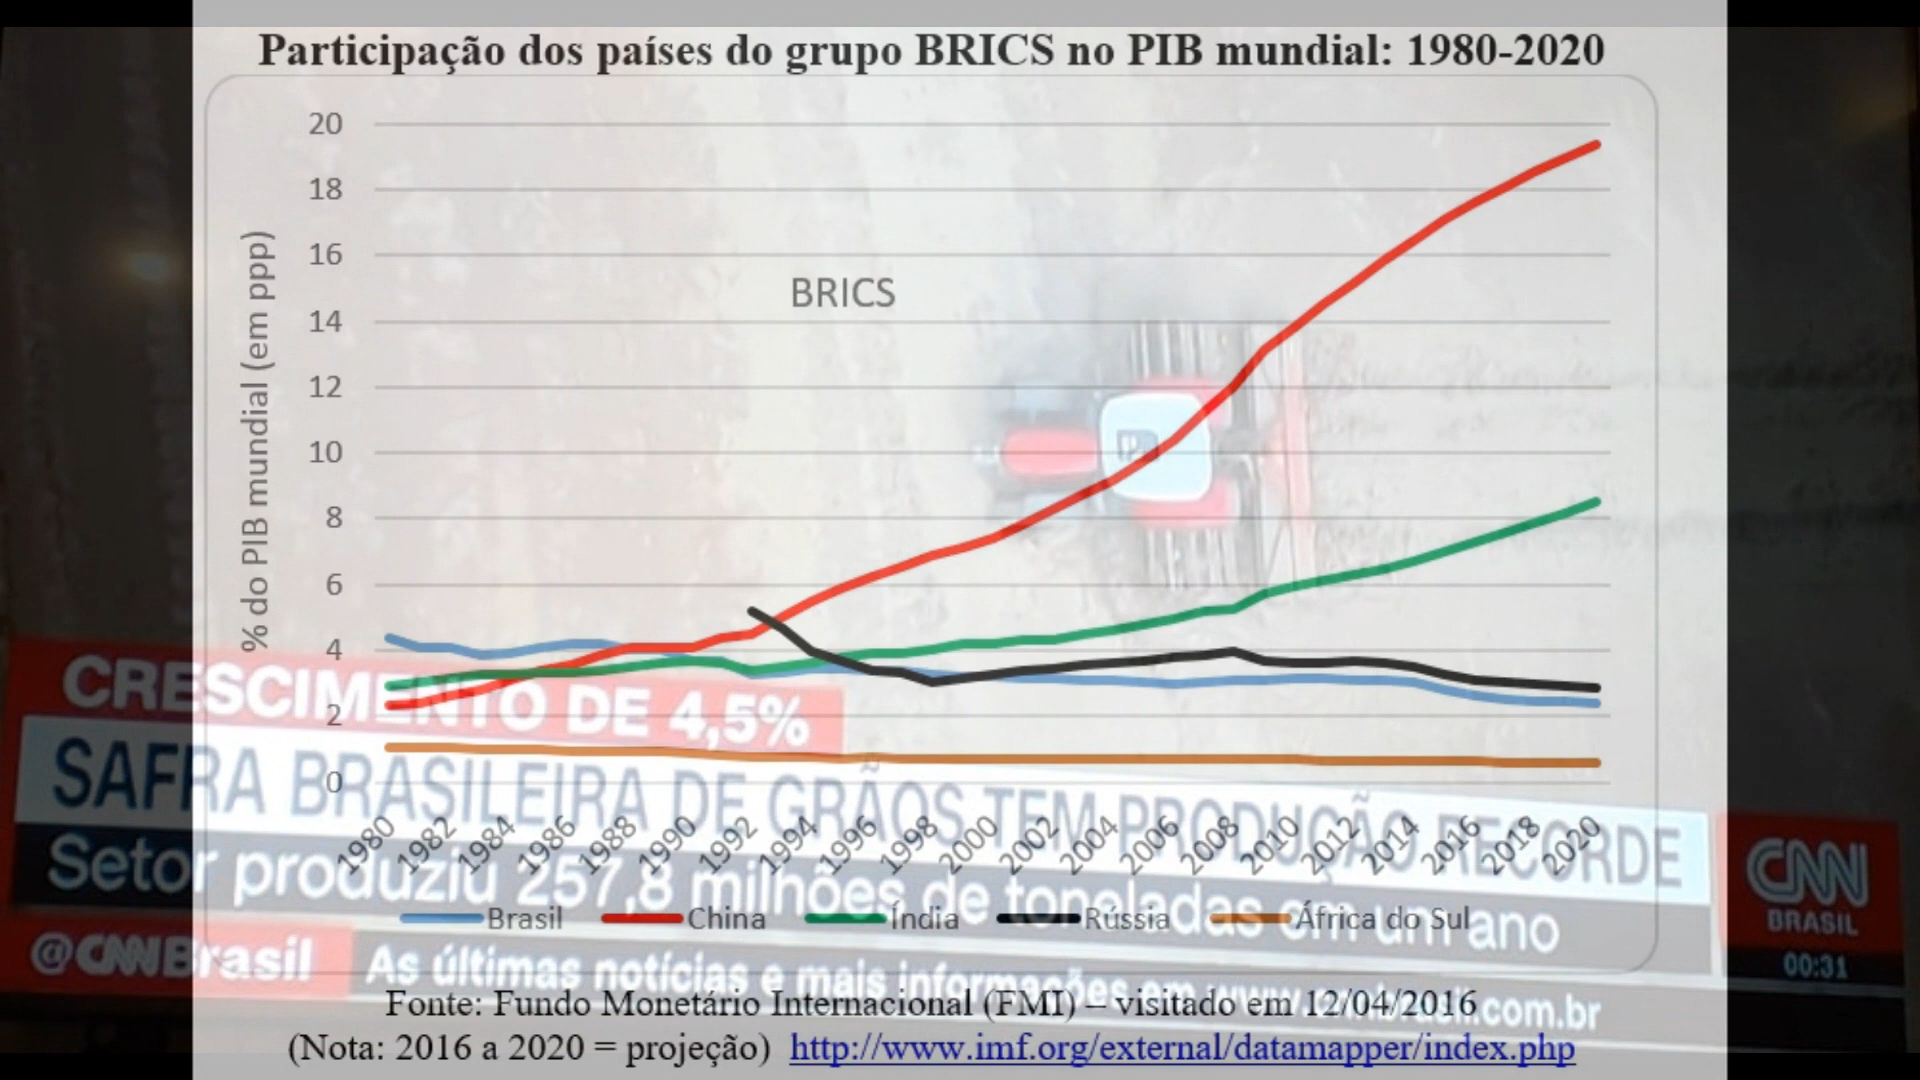 Participação dos países do grupo BRICS no PIB mundial: 1980-2020
% do PIB mundial (em ppp)
20
18
16
14
12
10
8
6
4
2
0
BRICS
1980 1982 1984 1986 1988 1990 1992 1994 1996 1998 2000 2002 2004 2006 2008 2010 2012 2014 2016 2018 2020
Brasil China Índia Rússia África do Sul
Fonte: Fundo Monetário Internacional (FMI) – visitado em 12/04/2016
(Nota: 2016 a 2020 = projeção) http://www.imf.org/external/datamapper/index.php
CRESCIMENTO DE 4,5%
SAFRA BRASILEIRA DE GRÃOS TEM PRODUÇÃO RECORDE
Setor produziu 257,8 milhões de toneladas em um ano
@CNNBrasil
As últimas notícias e mais informações em www.cnnbrasil.com.br
CNN
BRASIL
00:31